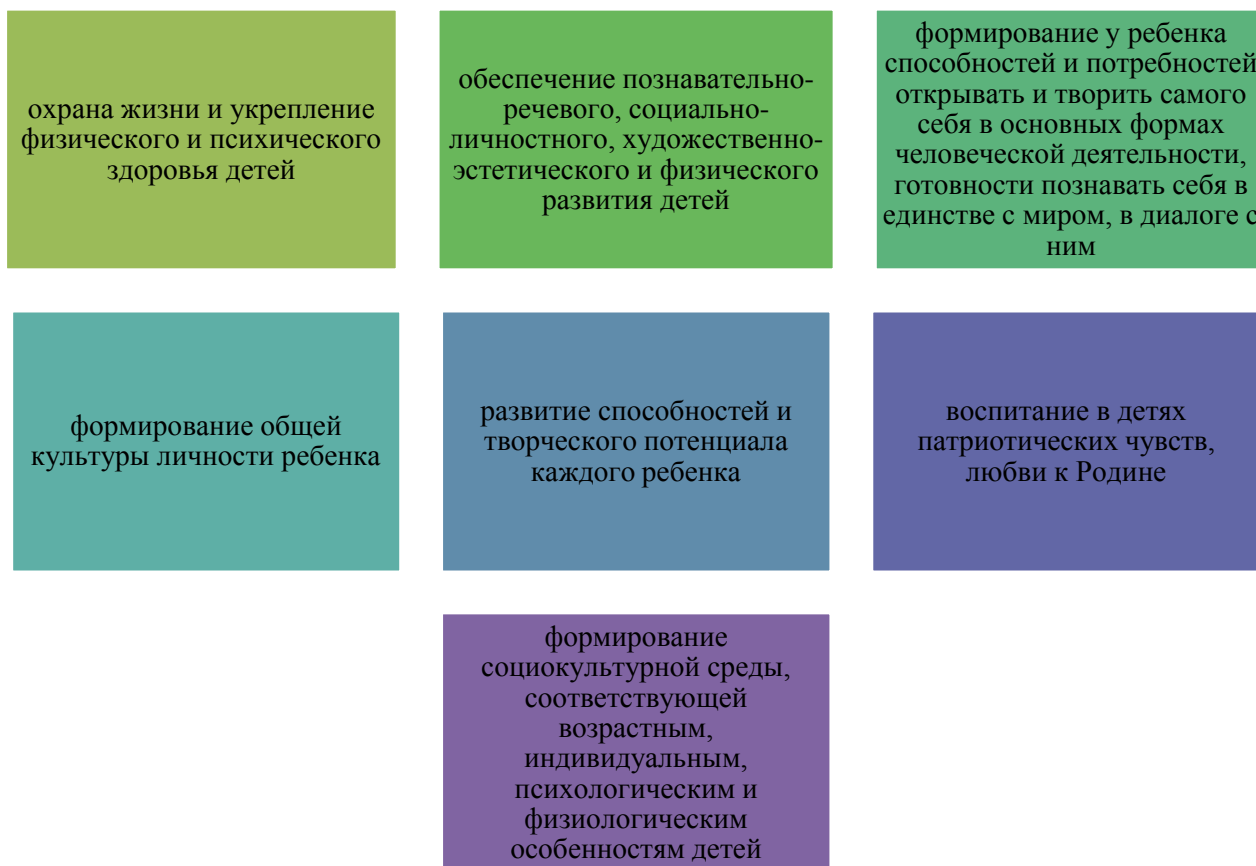 охрана жизни и укрепление
физического и психического
здоровья детей
обеспечение познавательно-
речевого, социально-
личностного, художественно-
эстетического и физического
развития детей
формирование у ребенка
способностей и потребностей
открывать и творить самого
себя в основных формах
человеческой деятельности,
готовности познавать себя в
единстве с миром, в диалоге с
ним
формирование общей
культуры личности ребенка
развитие способностей и
творческого потенциала
каждого ребенка
воспитание в детях
патриотических чувств,
любви к Родине
формирование
социокультурной среды,
соответствующей
возрастным,
индивидуальным,
психологическим и
физиологическим
особенностям детей